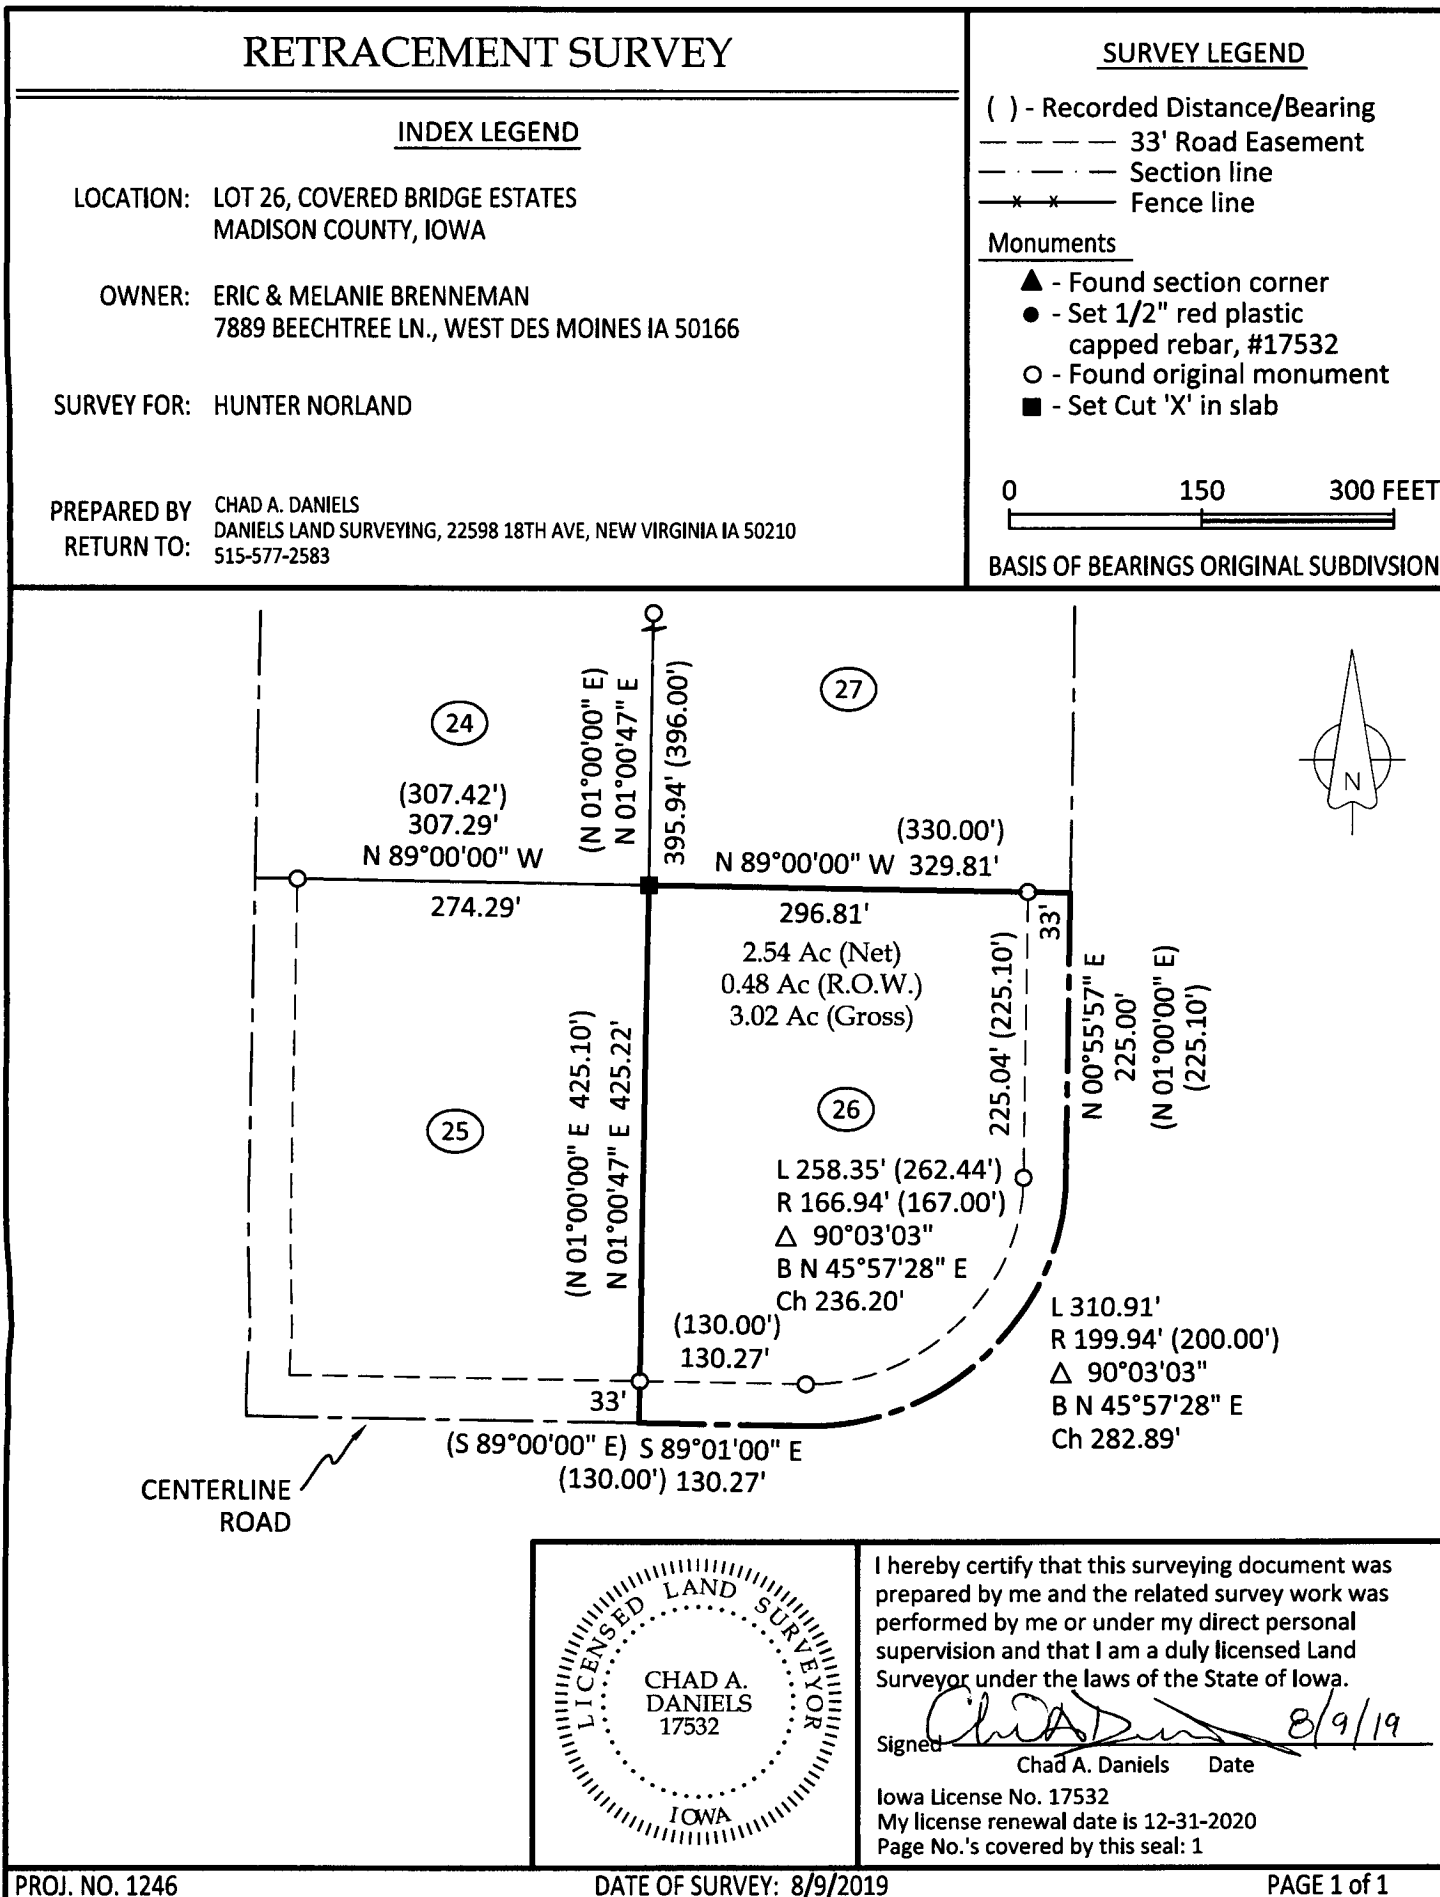 RETRACEMENT SURVEY
INDEX LEGEND
LOCATION: LOT 26, COVERED BRIDGE ESTATES
MADISON COUNTY, IOWA
OWNER: ERIC & MELANIE BRENNEMAN
7889 BEECHTREE LN., WEST DES MOINES IA 50166
SURVEY FOR: HUNTER NORLAND
PREPARED BY CHAD A. DANIELS
RETURN TO: DANIELS LAND SURVEYING, 22598 18TH AVE, NEW VIRGINIA IA 50210
515-577-2583
SURVEY LEGEND
( ) - Recorded Distance/Bearing
33' Road Easement
Section line
x x Fence line
Monuments
▲ - Found section corner
● - Set 1/2" red plastic
capped rebar, #17532
○ - Found original monument
■ - Set Cut 'X' in slab
0 150 300 FEET
BASIS OF BEARINGS ORIGINAL SUBDIVSION
24
27
(N 01°00'00" E)
N 01°00'47" E
395.94' (396.00')
N
(307.42')
307.29'
N 89°00'00" W
274.29'
(330.00')
N 89°00'00" W 329.81'
296.81'
33'
2.54 Ac (Net)
0.48 Ac (R.O.W.)
3.02 Ac (Gross)
225.04' (225.10')
N 00°55'57" E
225.00'
(N 01°00'00" E)
(225.10')
(N 01°00'00" E 425.10')
N 01°00'47" E 425.22'
25
26
L 258.35' (262.44')
R 166.94' (167.00')
△ 90°03'03"
B N 45°57'28" E
Ch 236.20'
(130.00')
130.27'
33'
L 310.91'
R 199.94' (200.00')
△ 90°03'03"
B N 45°57'28" E
Ch 282.89'
(S 89°00'00" E) S 89°01'00" E
(130.00') 130.27'
CENTERLINE
ROAD
LICENSED LAND SURVEYOR
CHAD A.
DANIELS
17532
IOWA
I hereby certify that this surveying document was
prepared by me and the related survey work was
performed by me or under my direct personal
supervision and that I am a duly licensed Land
Surveyor under the laws of the State of Iowa.
Signed 8/9/19
Chad A. Daniels Date
Iowa License No. 17532
My license renewal date is 12-31-2020
Page No.'s covered by this seal: 1
PROJ. NO. 1246 DATE OF SURVEY: 8/9/2019 PAGE 1 of 1